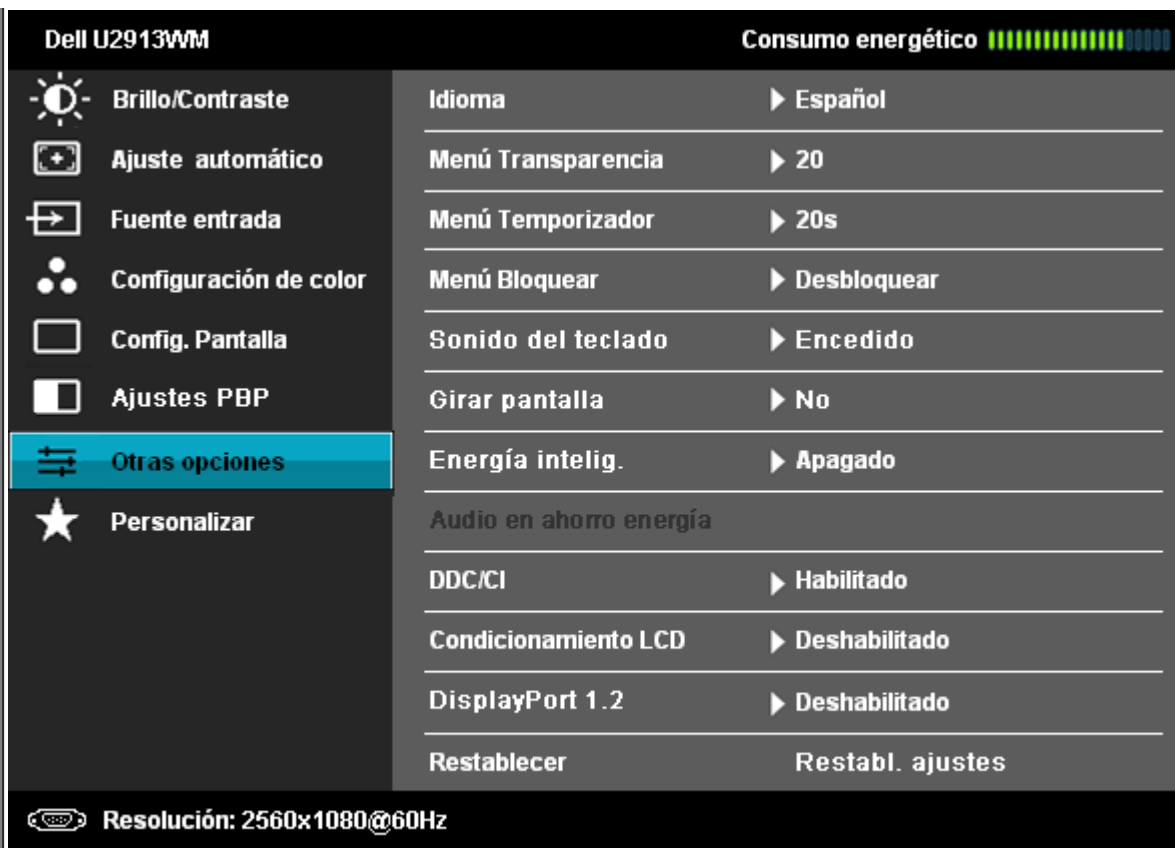 Dell U2913WM Consumo energético
Brillo/Contraste Idioma Español
Ajuste automático Menú Transparencia 20
Fuente entrada Menú Temporizador 20s
Configuración de color Menú Bloquear Desbloquear
Config. Pantalla Sonido del teclado Encedido
Ajustes PBP Girar pantalla No
Otras opciones Energía intelig. Apagado
Personalizar Audio en ahorro energía
DDC/CI Habilitado
Condicionamiento LCD Deshabilitado
DisplayPort 1.2 Deshabilitado
Restablecer Restabl. ajustes
Resolución: 2560x1080@60Hz